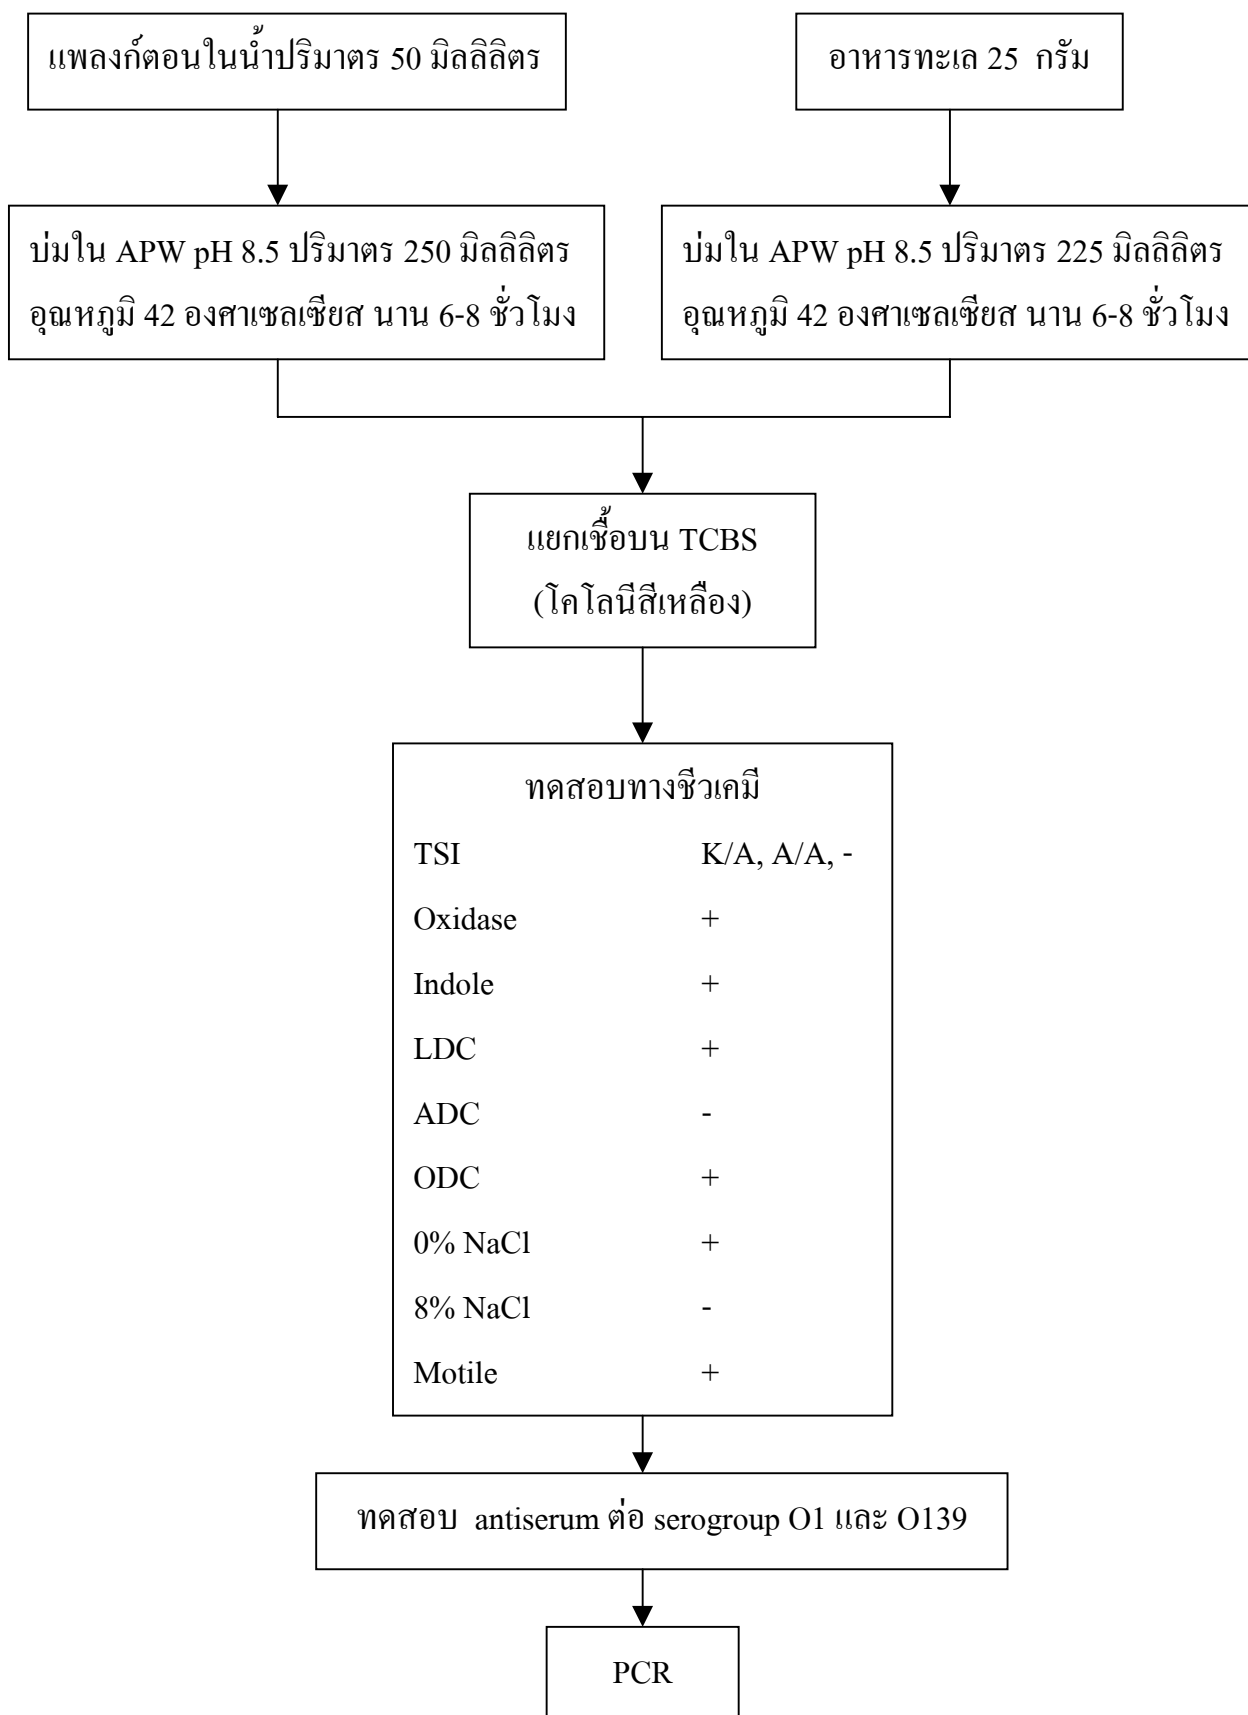 แพลงก์ตอนในน้ำปริมาตร 50 มิลลิลิตร
อาหารทะเล 25 กรัม
บ่มใน APW pH 8.5 ปริมาตร 250 มิลลิลิตร
อุณหภูมิ 42 องศาเซลเซียส นาน 6-8 ชั่วโมง
บ่มใน APW pH 8.5 ปริมาตร 225 มิลลิลิตร
อุณหภูมิ 42 องศาเซลเซียส นาน 6-8 ชั่วโมง
แยกเชื้อบน TCBS
(โคโลนีสีเหลือง)
ทดสอบทางชีวเคมี
TSI K/A, A/A, -
Oxidase +
Indole +
LDC +
ADC -
ODC +
0% NaCl +
8% NaCl -
Motile +
ทดสอบ antiserum ต่อ serogroup O1 และ O139
PCR